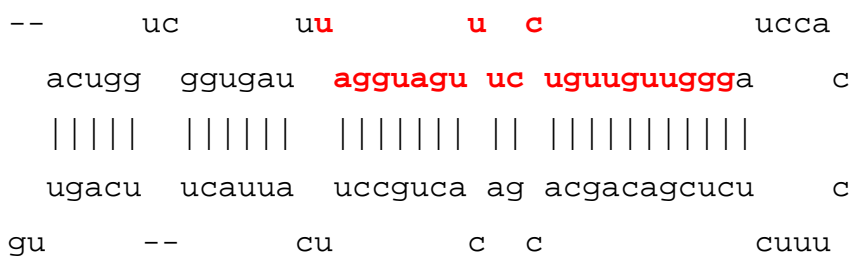 -- uc uu u c ucca
acugg ggugau agguagu uc uguuguuggga c
||||| |||||| ||||||| || |||||||||||
ugacu ucauua uccguca ag acgacagcucu c
gu -- cu c c cuuu